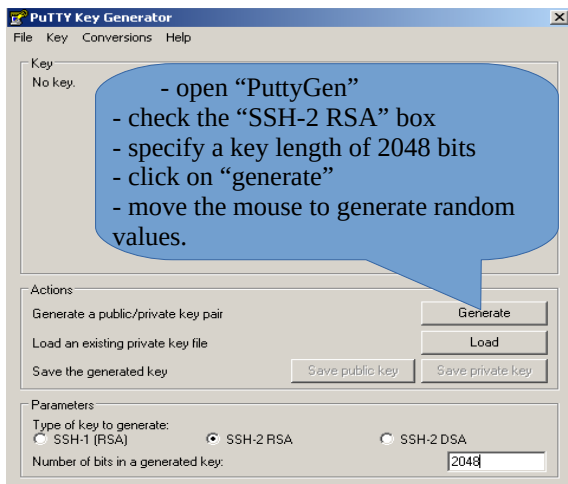 PuTTY Key Generator
File Key Conversions Help
Key
No key.
- open “PuttyGen”
- check the “SSH-2 RSA” box
- specify a key length of 2048 bits
- click on “generate”
- move the mouse to generate random
values.
Actions
Generate a public/private key pair Generate
Load an existing private key file Load
Save the generated key Save public key Save private key
Parameters
Type of key to generate:
SSH-1 (RSA) SSH-2 RSA SSH-2 DSA
Number of bits in a generated key: 2048